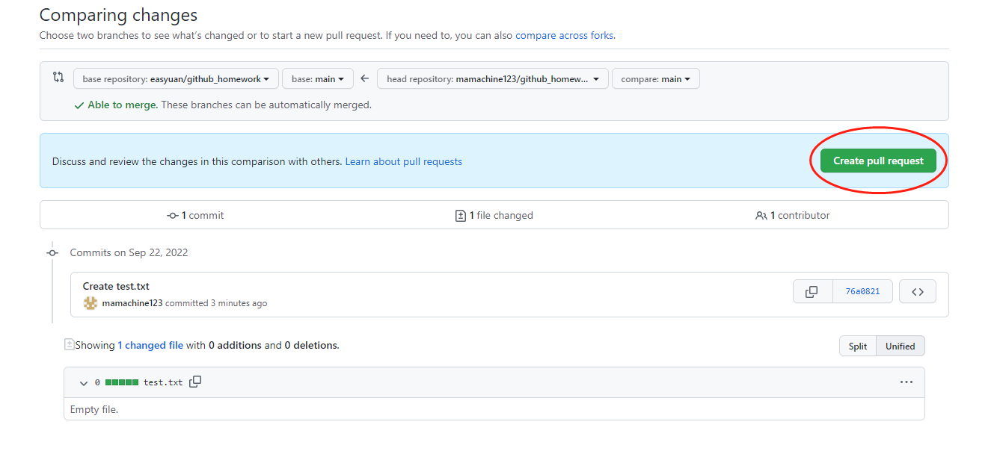 Comparing changes
Choose two branches to see what's changed or to start a new pull request. If you need to, you can also compare across forks.
base repository: easyuan/github_homework base: main head repository: mamachine123/github_homew... compare: main
Able to merge. These branches can be automatically merged.
Discuss and review the changes in this comparison with others. Learn about pull requests Create pull request
1 commit 1 file changed 1 contributor
Commits on Sep 22, 2022
Create test.txt
mamachine123 committed 3 minutes ago 76a0821
Showing 1 changed file with 0 additions and 0 deletions. Split Unified
0 test.txt
Empty file.